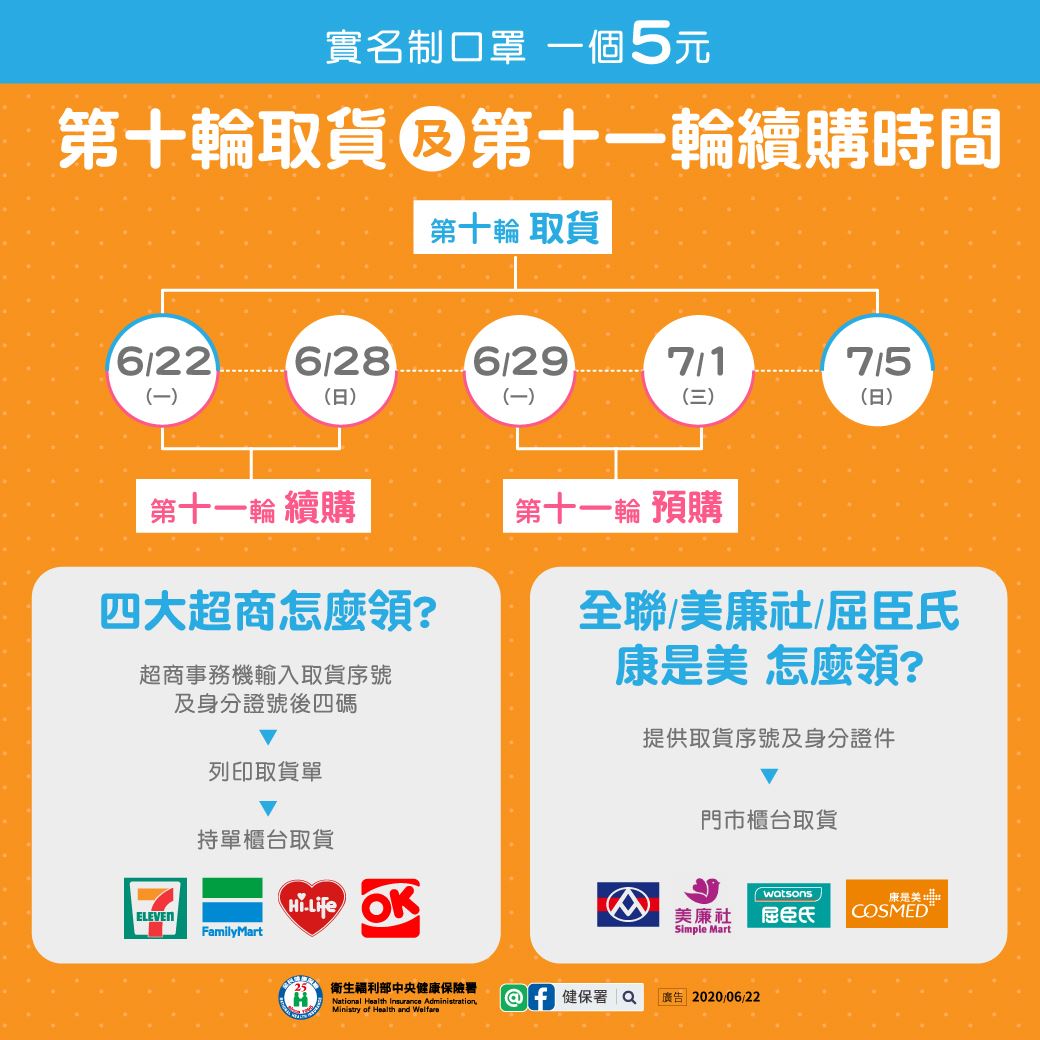 實名制口罩 一個5元
第十輪取貨及第十一輪續購時間
第十輪 取貨
6/22
(一)
6/28
(日)
6/29
(一)
7/1
(三)
7/5
(日)
第十一輪 續購
第十一輪 預購
四大超商怎麼領?
超商事務機輸入取貨序號
及身分證號後四碼
列印取貨單
持單櫃台取貨
7
ELEVEN
FamilyMart
Hi-Life
OK
全聯/美廉社/屈臣氏
康是美 怎麼領?
提供取貨序號及身分證件
門市櫃台取貨
美廉社
Simple Mart
watsons
屈臣氏
康是美
COSMED
25
衛生福利部中央健康保險署
National Health Insurance Administration,
Ministry of Health and Welfare
@ f 健保署
廣告 2020/06/22